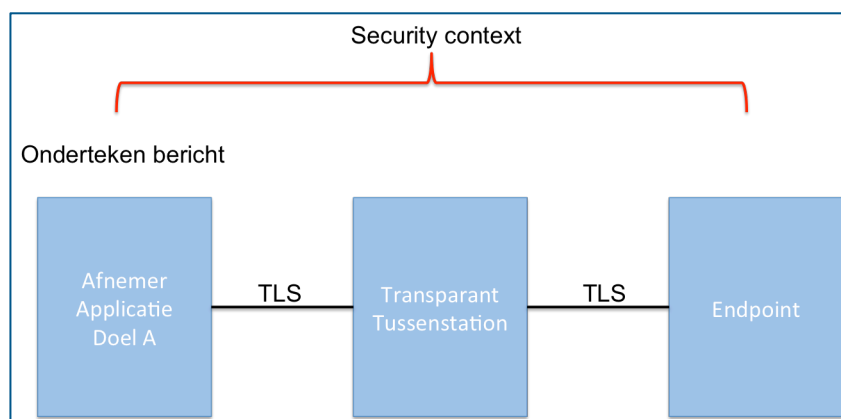 Security context
Onderteken bericht
Afnemer
Applicatie
Doel A
TLS
Transparant
Tussenstation
TLS
Endpoint